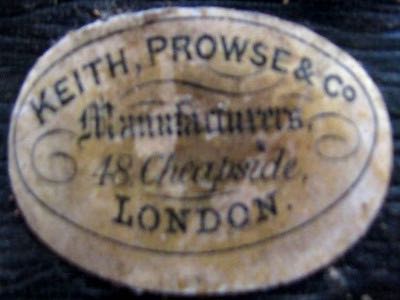 KEITH, PROWSE & Co
Manufacturers,
48, Cheapside,
LONDON.